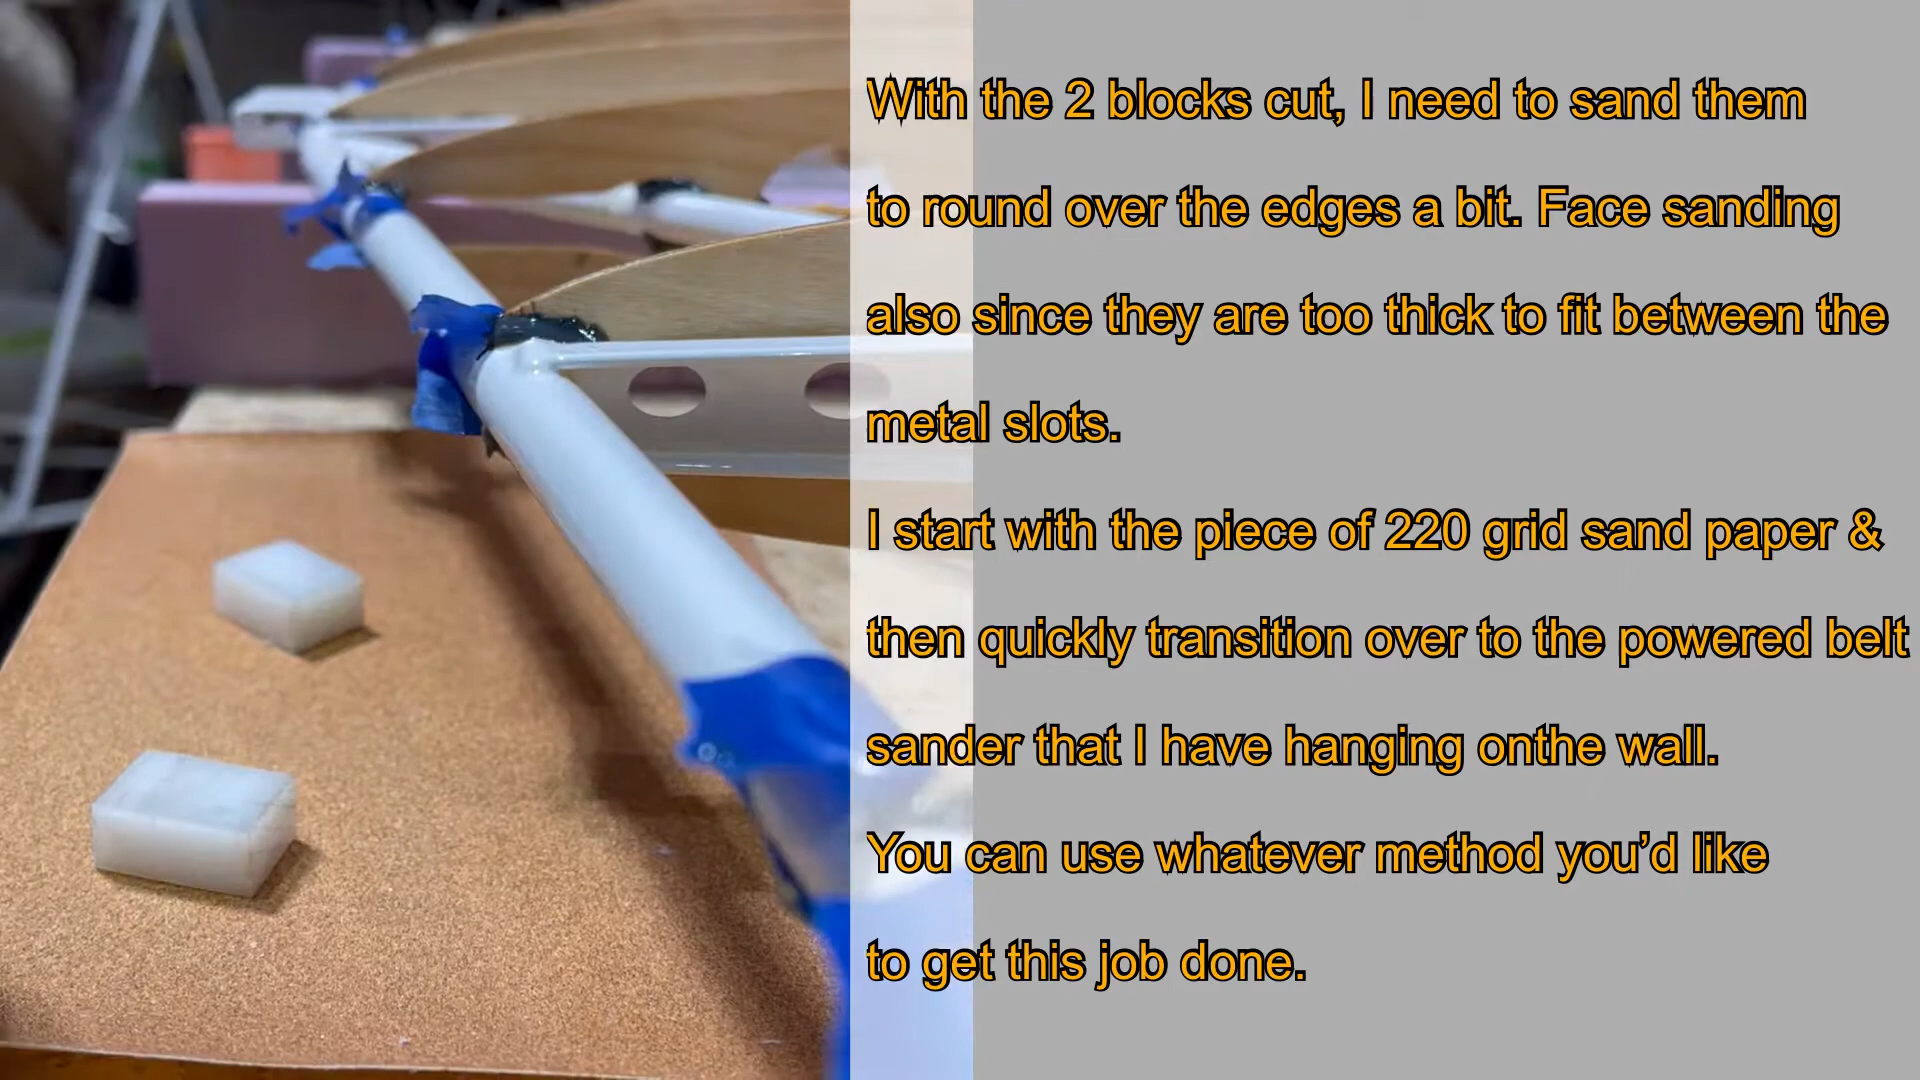 With the 2 blocks cut, I need to sand them
to round over the edges a bit. Face sanding
also since they are too thick to fit between the
metal slots.
I start with the piece of 220 grid sand paper &
then quickly transition over to the powered belt
sander that I have hanging onthe wall.
You can use whatever method you’d like
to get this job done.